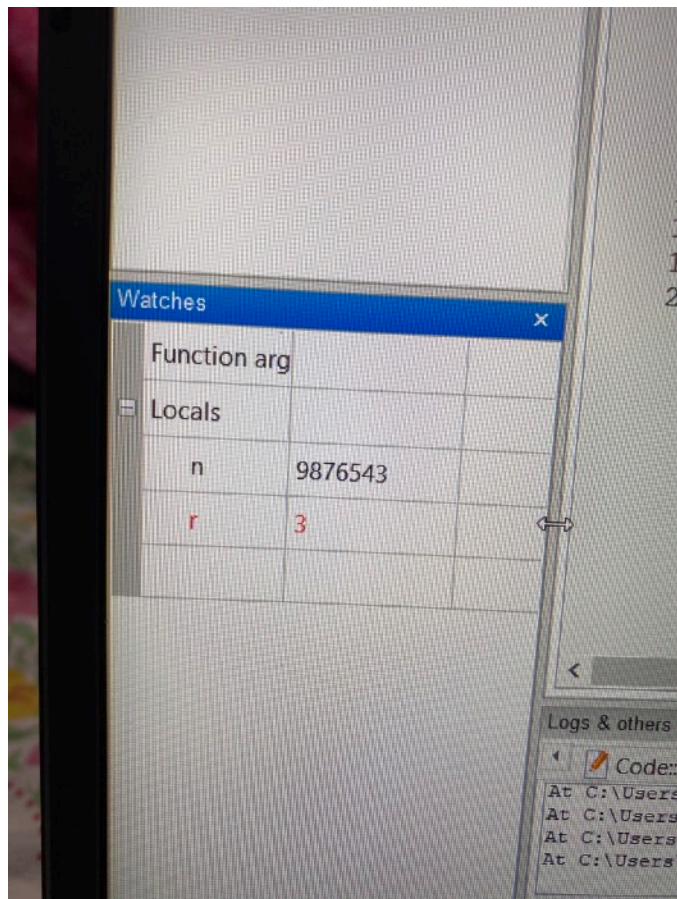 Watches
Function arg
Locals
n 9876543
r 3
Logs & others
Code::
At C:\Users
At C:\Users
At C:\Users
At C:\Users